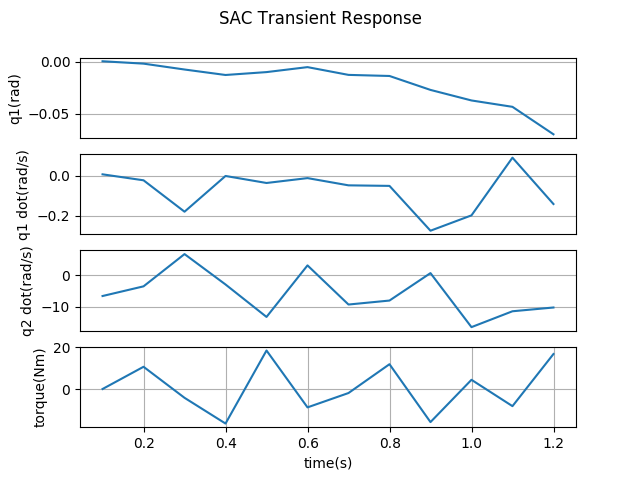 SAC Transient Response
0.00
−0.05
q1(rad)
0.0
−0.2
q1 dot(rad/s)
0
−10
q2 dot(rad/s)
20
0
torque(Nm)
0.2 0.4 0.6 0.8 1.0 1.2
time(s)